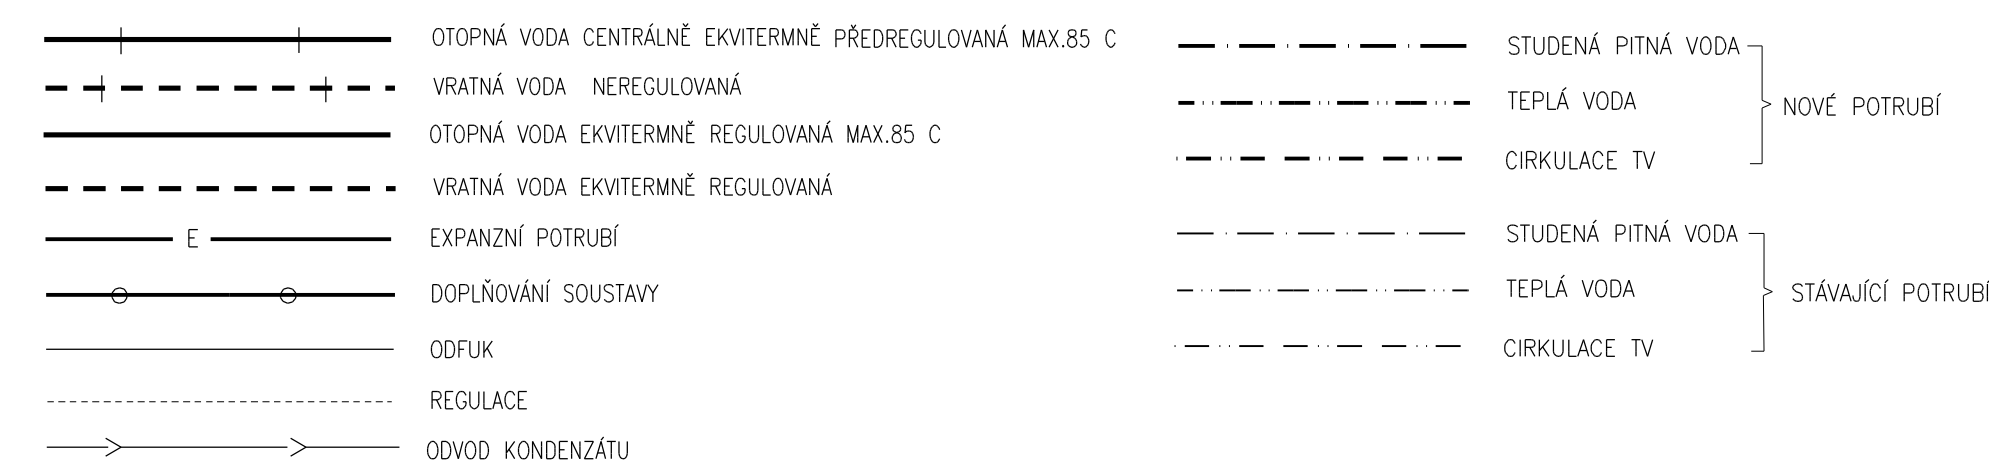 OTOPNÁ VODA CENTRÁLNĚ EKVITERMNĚ PŘEDREGULOVANÁ MAX.85 C
VRATNÁ VODA NEREGULOVANÁ
OTOPNÁ VODA EKVITERMNĚ REGULOVANÁ MAX.85 C
VRATNÁ VODA EKVITERMNĚ REGULOVANÁ
E EXPANZNÍ POTRUBÍ
DOPLŇOVÁNÍ SOUSTAVY
ODFUK
REGULACE
ODVOD KONDENZÁTU
STUDENÁ PITNÁ VODA
TEPLÁ VODA
CIRKULACE TV
NOVÉ POTRUBÍ
STUDENÁ PITNÁ VODA
TEPLÁ VODA
CIRKULACE TV
STÁVAJÍCÍ POTRUBÍ